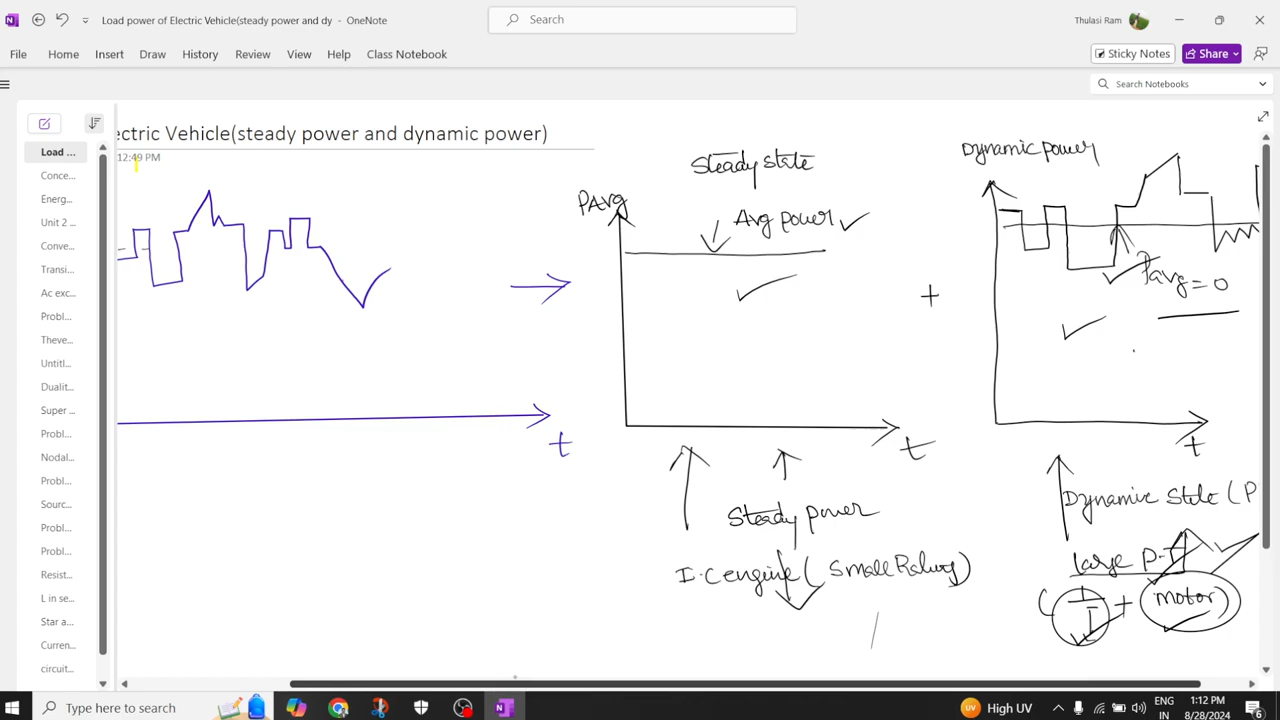 Load power of Electric Vehicle(steady power and dy - OneNote
Search
Thulasi Ram
File Home Insert Draw History Review View Help Class Notebook
Sticky Notes
Share
Search Notebooks
ectric Vehicle(steady power and dynamic power)
12:49 PM
Load ...
Conce...
Energ...
Unit 2 ...
Conve...
Transi...
Ac exc...
Probl...
Theve...
Untitl...
Dualit...
Super ...
Probl...
Nodal...
Probl...
Sourc...
Probl...
Probl...
Resist...
L in se...
Star a...
Curren...
circuit...
t
Steady state
PAvg
Avg power
t
Steady power
I.C engine ( Small Rating)
+
Dynamic power
Pavg = 0
t
Dynamic State (P
large P-
( + motor)
Type here to search
High UV
ENG
IN
1:12 PM
8/28/2024
6